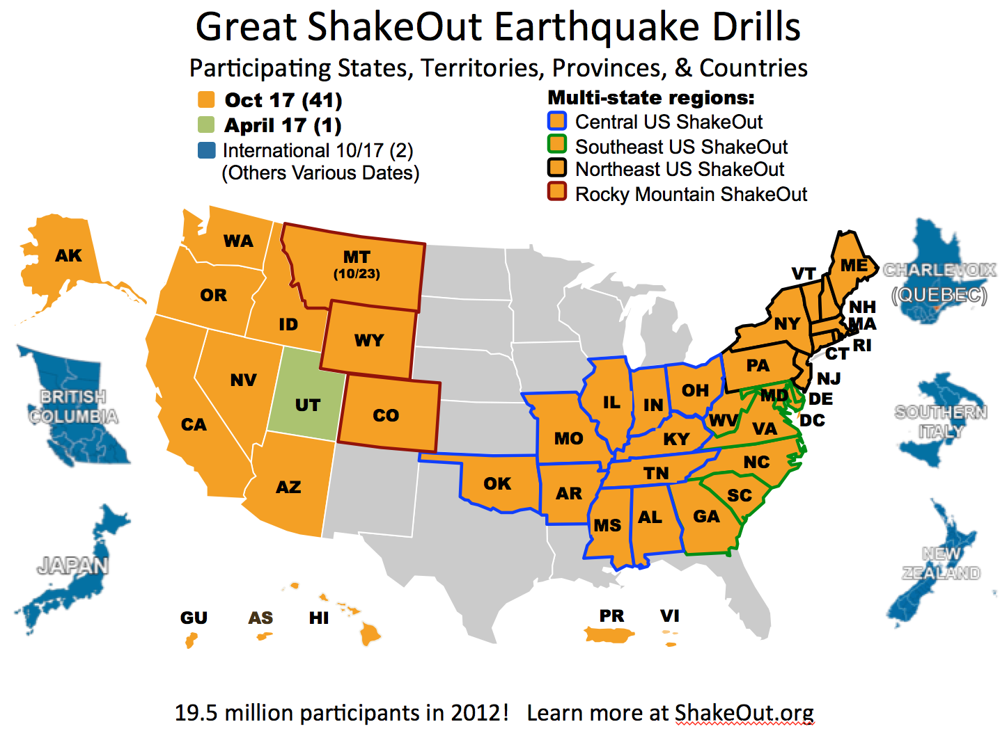 Great ShakeOut Earthquake Drills
Participating States, Territories, Provinces, & Countries
Oct 17 (41)
April 17 (1)
International 10/17 (2)
(Others Various Dates)
Multi-state regions:
Central US ShakeOut
Southeast US ShakeOut
Northeast US ShakeOut
Rocky Mountain ShakeOut
AK
WA
MT
(10/23)
OR
ID
WY
NV
UT
CO
CA
AZ
OK
MO
AR
IL
IN
OH
KY
TN
MS
AL
GA
SC
NC
VA
WV
MD
DE
DC
NJ
PA
NY
CT
RI
MA
NH
VT
ME
CHARLEVOIX
(QUEBEC)
BRITISH
COLUMBIA
SOUTHERN
ITALY
JAPAN
NEW
ZEALAND
GU
AS
HI
PR
VI
19.5 million participants in 2012! Learn more at ShakeOut.org